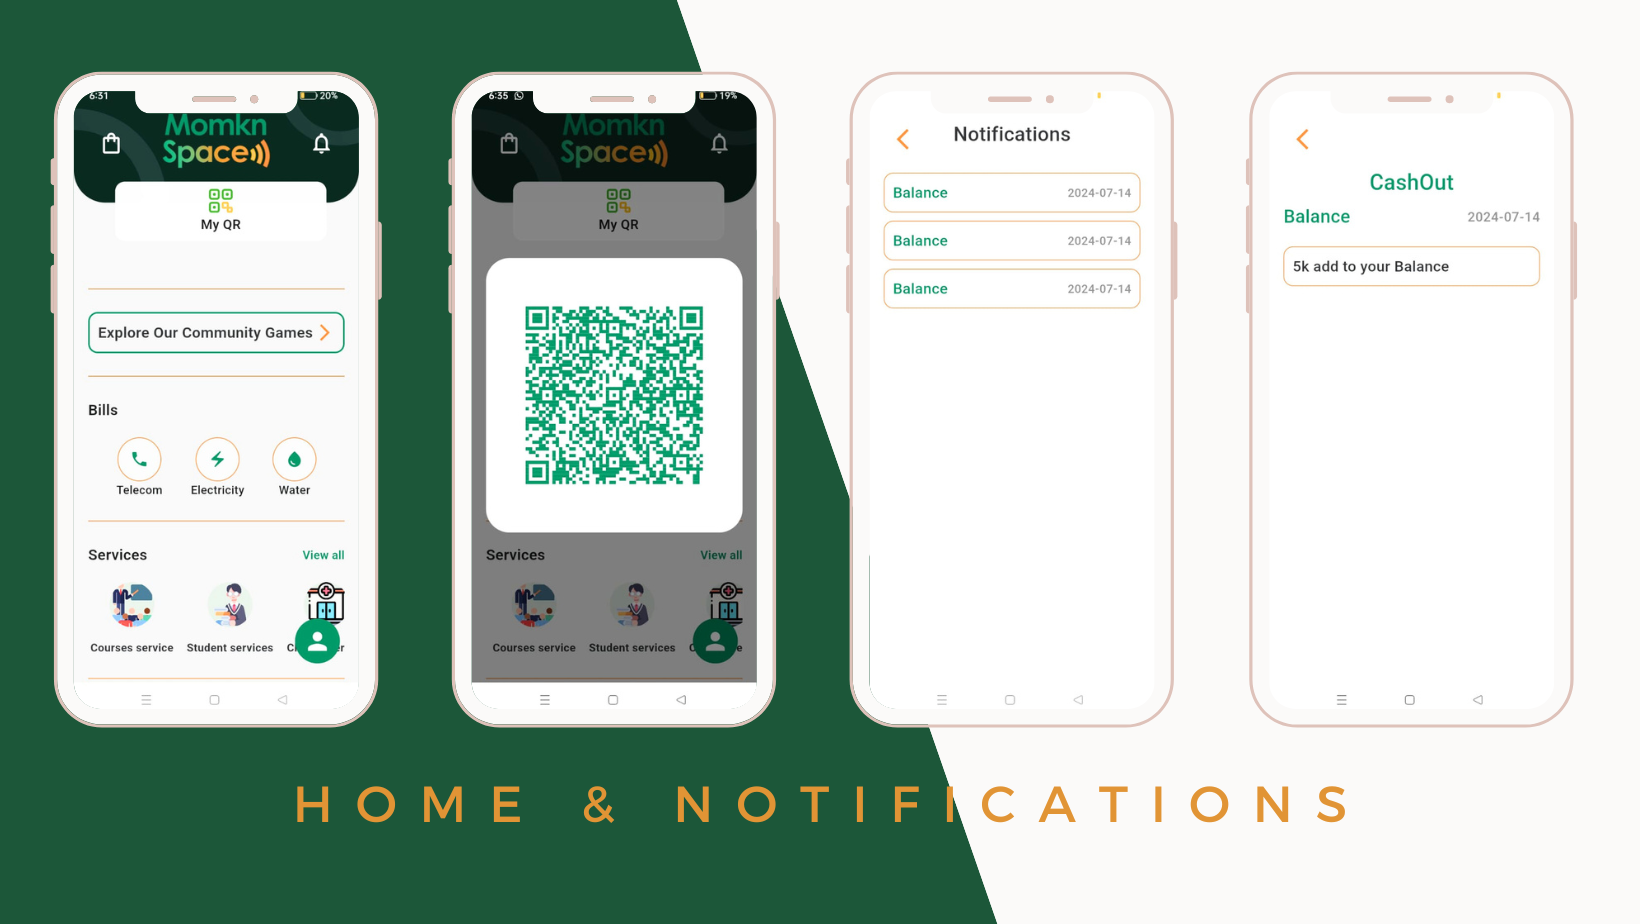 6:31
20%
Momkn
Space
My QR
Explore Our Community Games
Bills
Telecom
Electricity
Water
Services
View all
Courses service
Student services
6:35
19%
Momkn
Space
My QR
Services
View all
Courses service
Student services
Notifications
Balance 2024-07-14
Balance 2024-07-14
Balance 2024-07-14
CashOut
Balance 2024-07-14
5k add to your Balance
HOME & NOTIFICATIONS